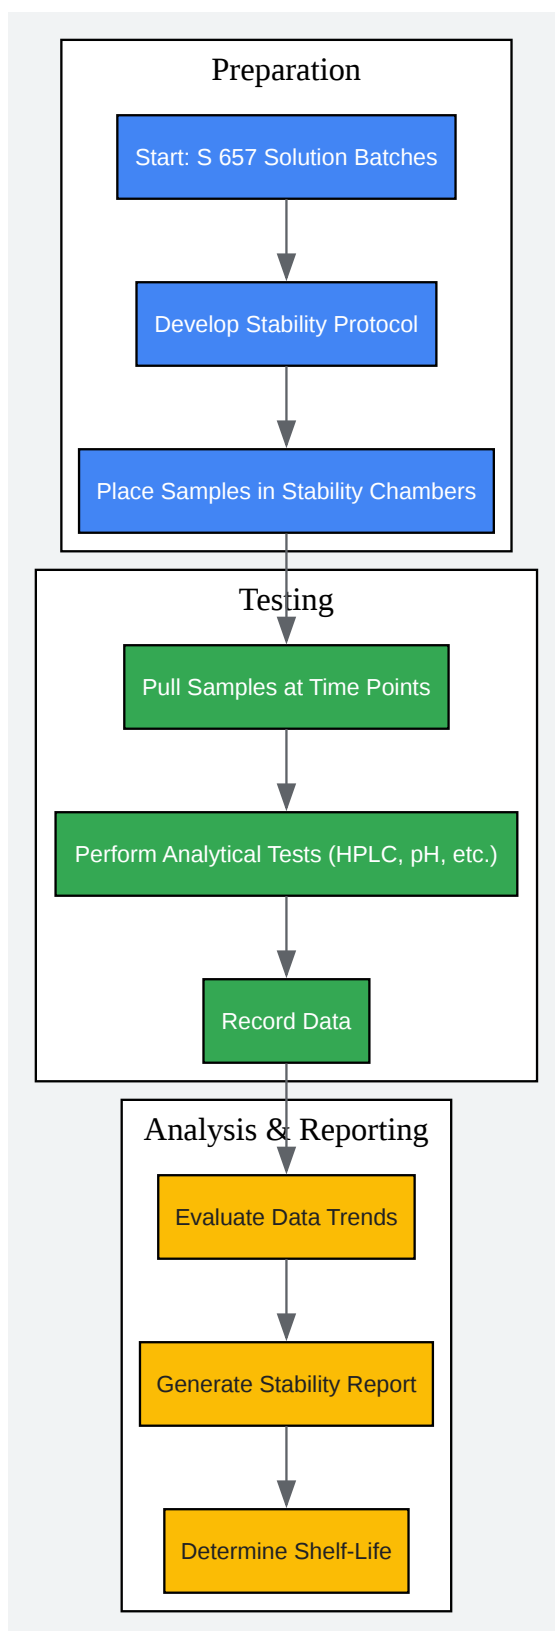 Preparation
Start: S 657 Solution Batches
Develop Stability Protocol
Place Samples in Stability Chambers
Testing
Pull Samples at Time Points
Perform Analytical Tests (HPLC, pH, etc.)
Record Data
Analysis & Reporting
Evaluate Data Trends
Generate Stability Report
Determine Shelf-Life